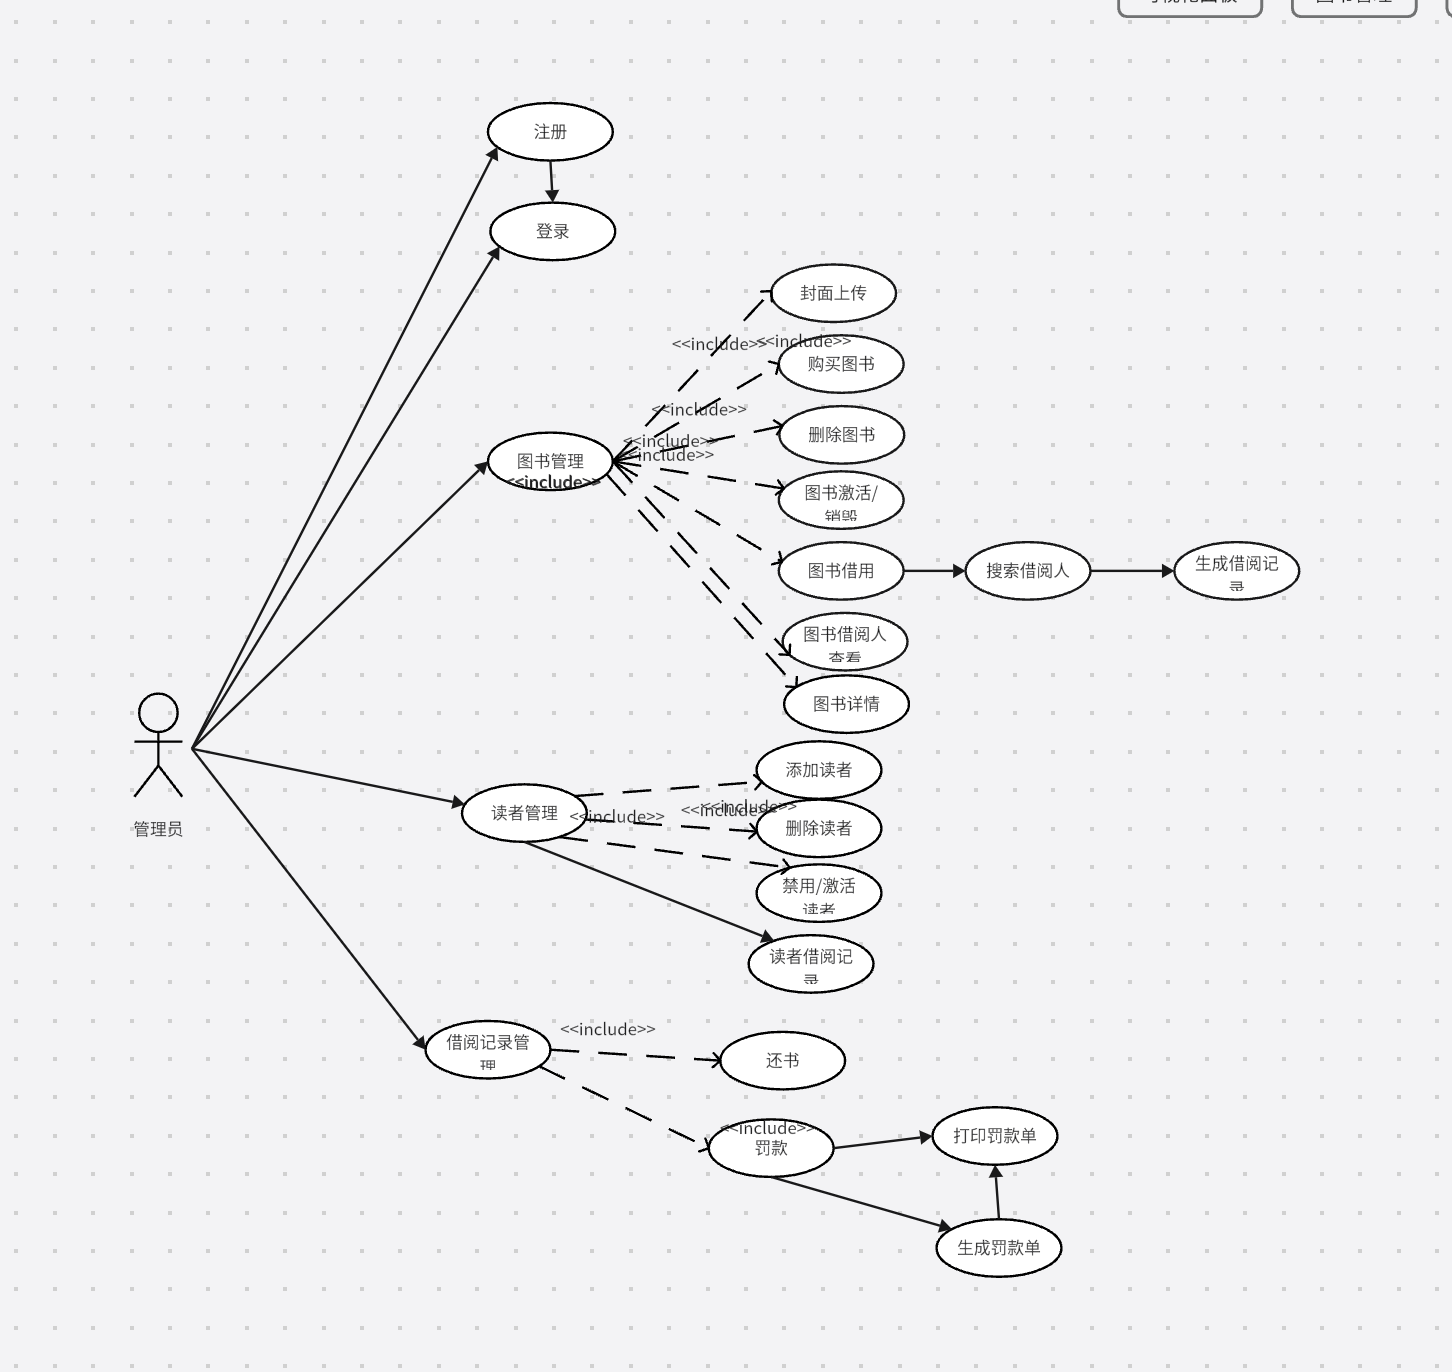 图书管理
注册
登录
封面上传
<<include>>
<<include>>
购买图书
<<include>>
删除图书
<<include>>
<<include>>
图书管理
<<include>>
图书激活/
销毁
图书借用
搜索借阅人
生成借阅记
录
图书借阅人
查看
图书详情
添加读者
读者管理
<<include>>
<<include>>
<<include>>
删除读者
管理员
禁用/激活
读者
读者借阅记
录
<<include>>
借阅记录管
理
还书
<<include>>
罚款
打印罚款单
生成罚款单